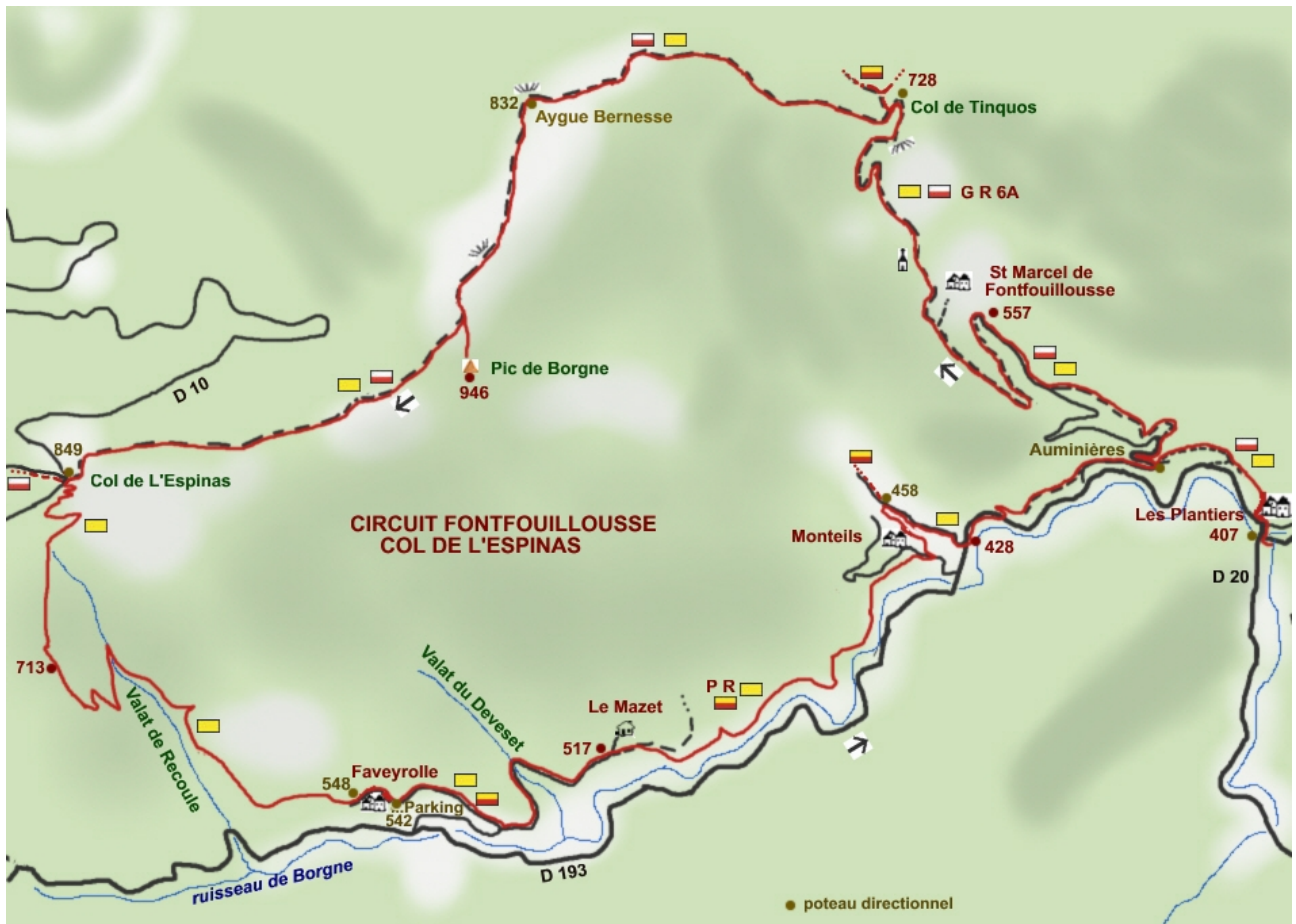 728
832
Aygue Bernesse
Col de Tinquos
G R 6A
St Marcel de
Fontfouillousse
557
D 10
Pic de Borgne
946
849
Col de L'Espinas
Auminières
458
CIRCUIT FONTFOUILLOUSSE
COL DE L'ESPINAS
Monteils
428
Les Plantiers
407
D 20
713
Valat de Recoule
Valat du Deveset
Le Mazet
P R
517
Faveyrolle
548
...Parking
542
D 193
ruisseau de Borgne
poteau directionnel